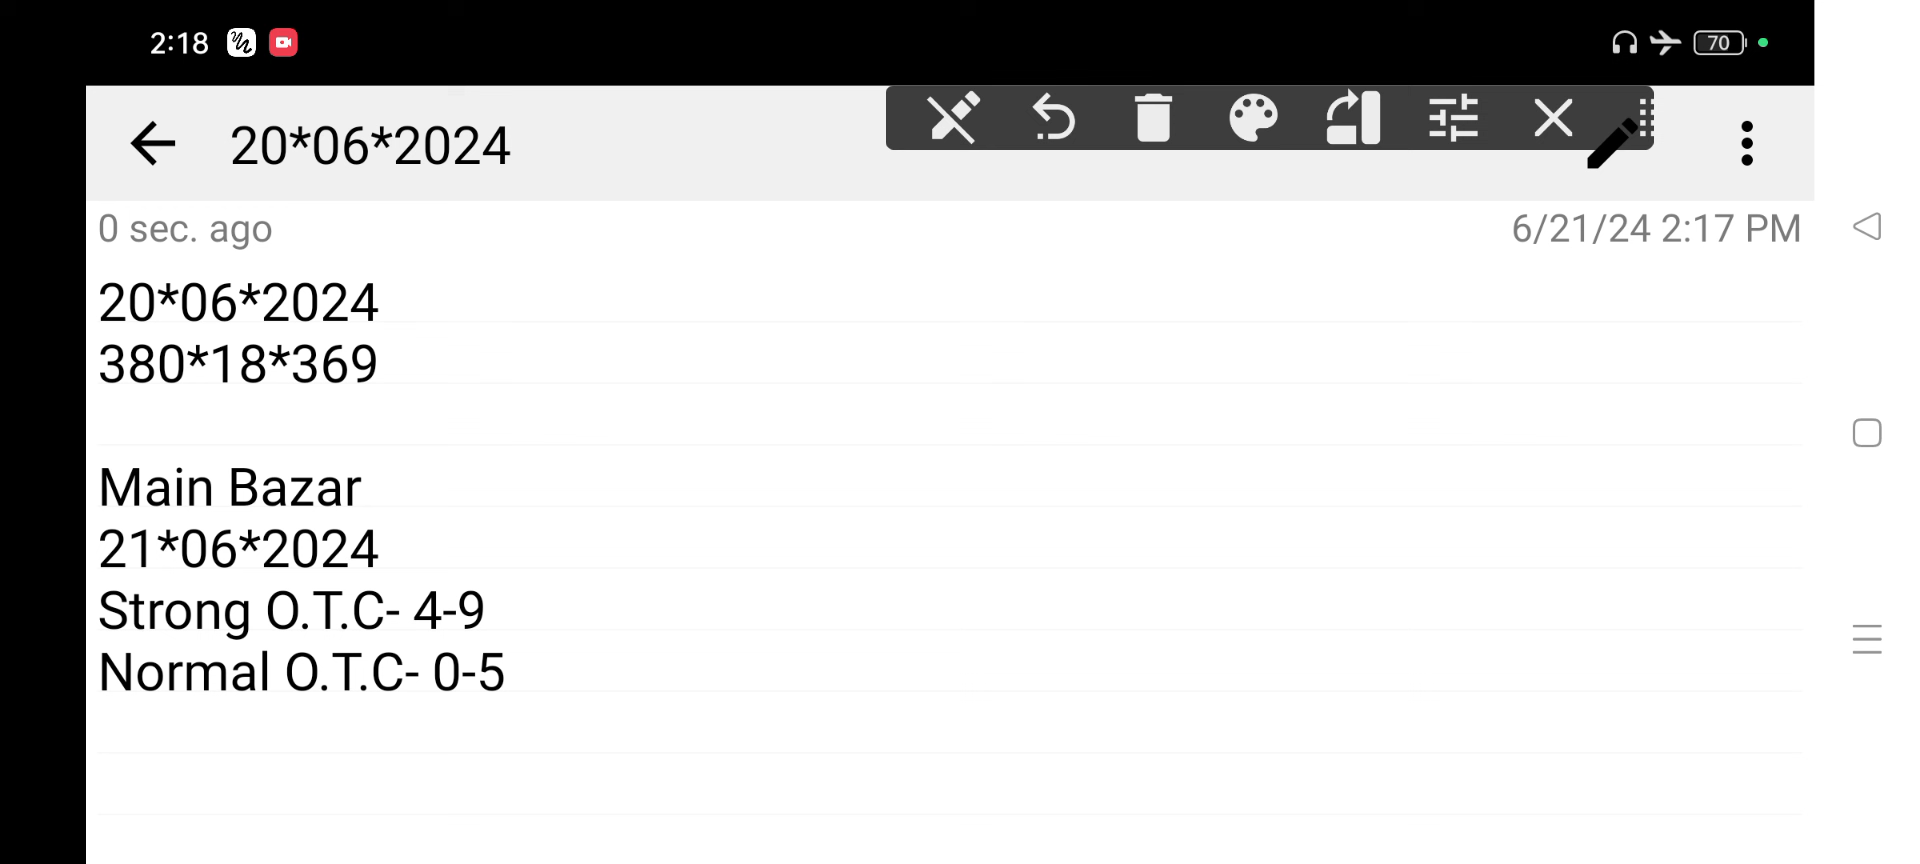 2:18
70
20*06*2024
0 sec. ago
6/21/24 2:17 PM
20*06*2024
380*18*369
Main Bazar
21*06*2024
Strong O.T.C- 4-9
Normal O.T.C- 0-5